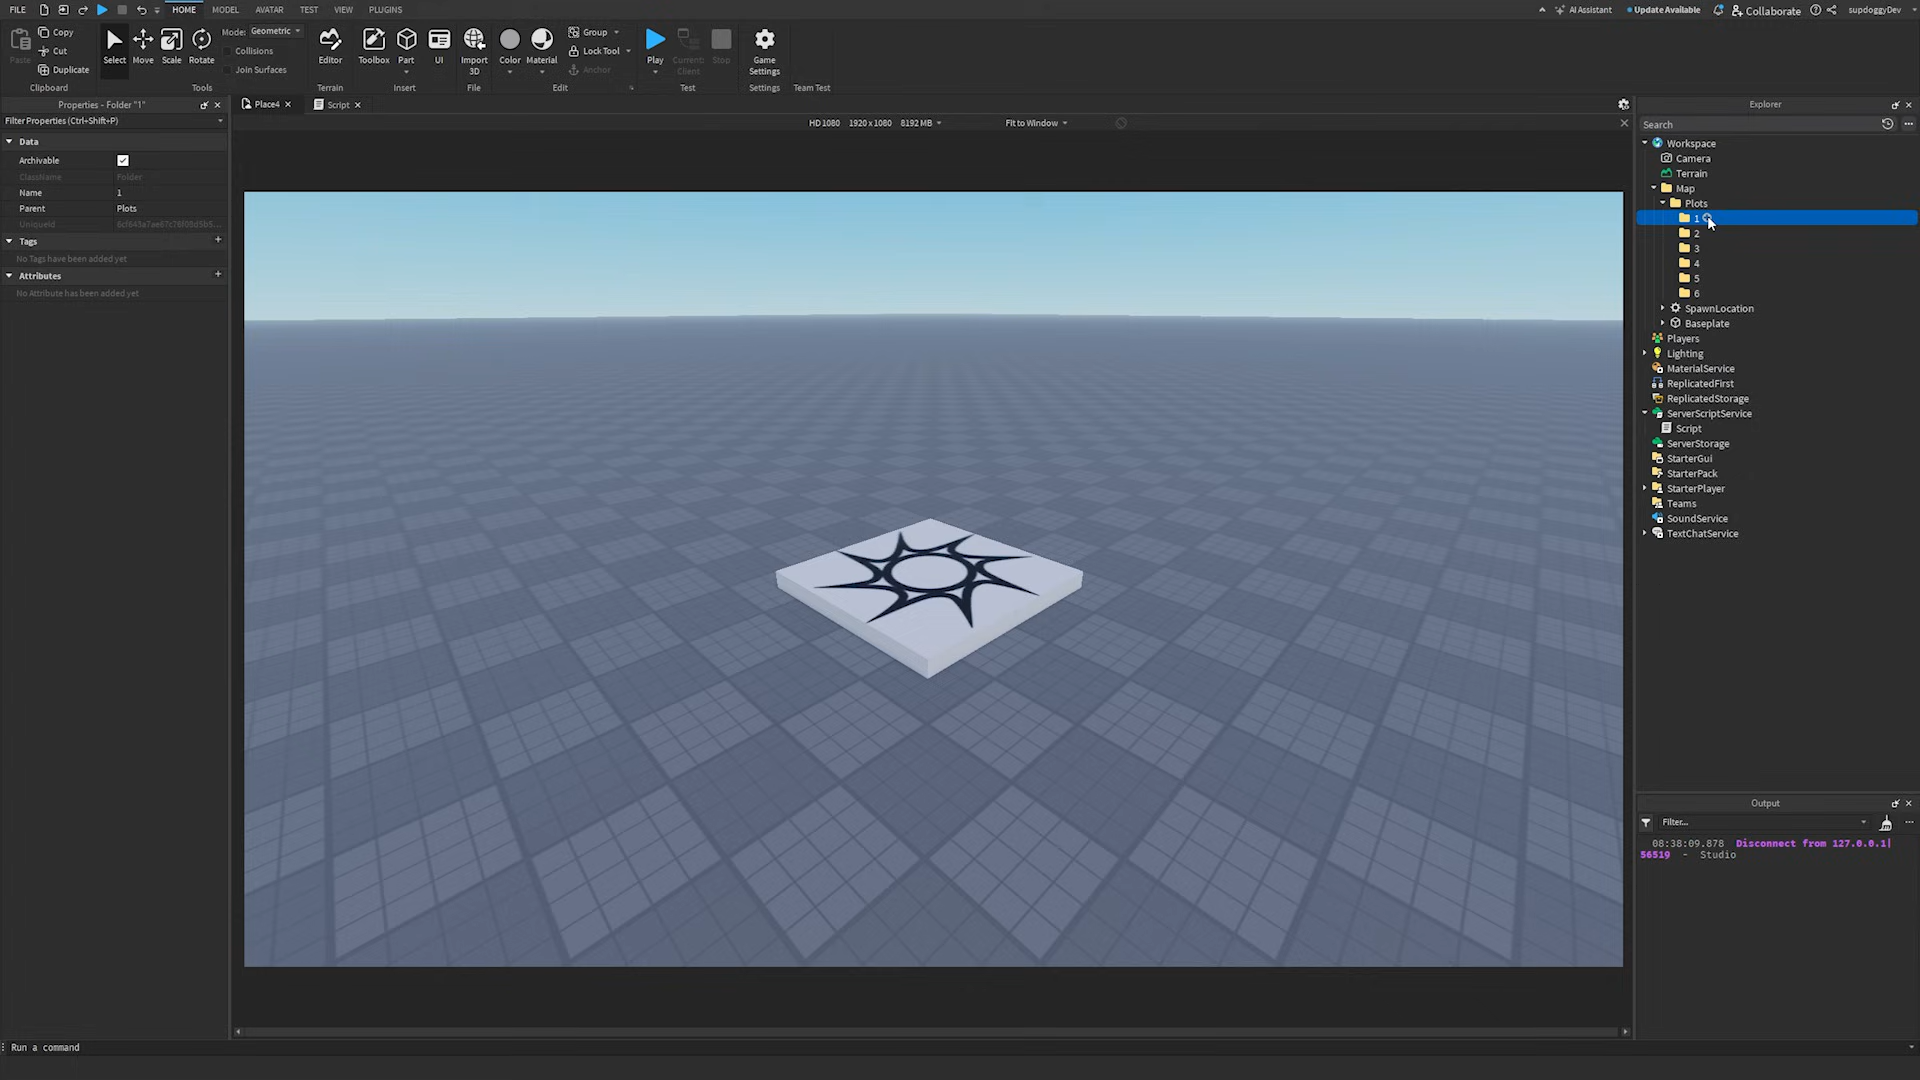 FILE
HOME
MODEL
AVATAR
TEST
VIEW
PLUGINS
AI Assistant
Update Available
Collaborate
supdoggyDev
Paste
Copy
Cut
Duplicate
Clipboard
Select
Move
Scale
Rotate
Mode:
Geometric
Collisions
Join Surfaces
Tools
Editor
Terrain
Toolbox
Part
UI
Insert
Import
3D
File
Color
Material
Group
Lock Tool
Anchor
Edit
Play
Current:
Client
Stop
Test
Game
Settings
Settings
Team Test
Properties - Folder "1"
Filter Properties (Ctrl+Shift+P)
Data
Archivable
ClassName
Folder
Name
1
Parent
Plots
UniqueId
Tags
No Tags have been added yet
Attributes
No Attribute has been added yet
Place4
Script
HD1080
1920 x 1080
8192 MB
Fit to Window
Explorer
Search
Workspace
Camera
Terrain
Map
Plots
1
2
3
4
5
6
SpawnLocation
Baseplate
Players
Lighting
MaterialService
ReplicatedFirst
ReplicatedStorage
ServerScriptService
Script
ServerStorage
StarterGui
StarterPack
StarterPlayer
Teams
SoundService
TextChatService
Output
Filter...
08:38:09.878 Disconnect from 127.0.0.1|
56519 - Studio
Run a command